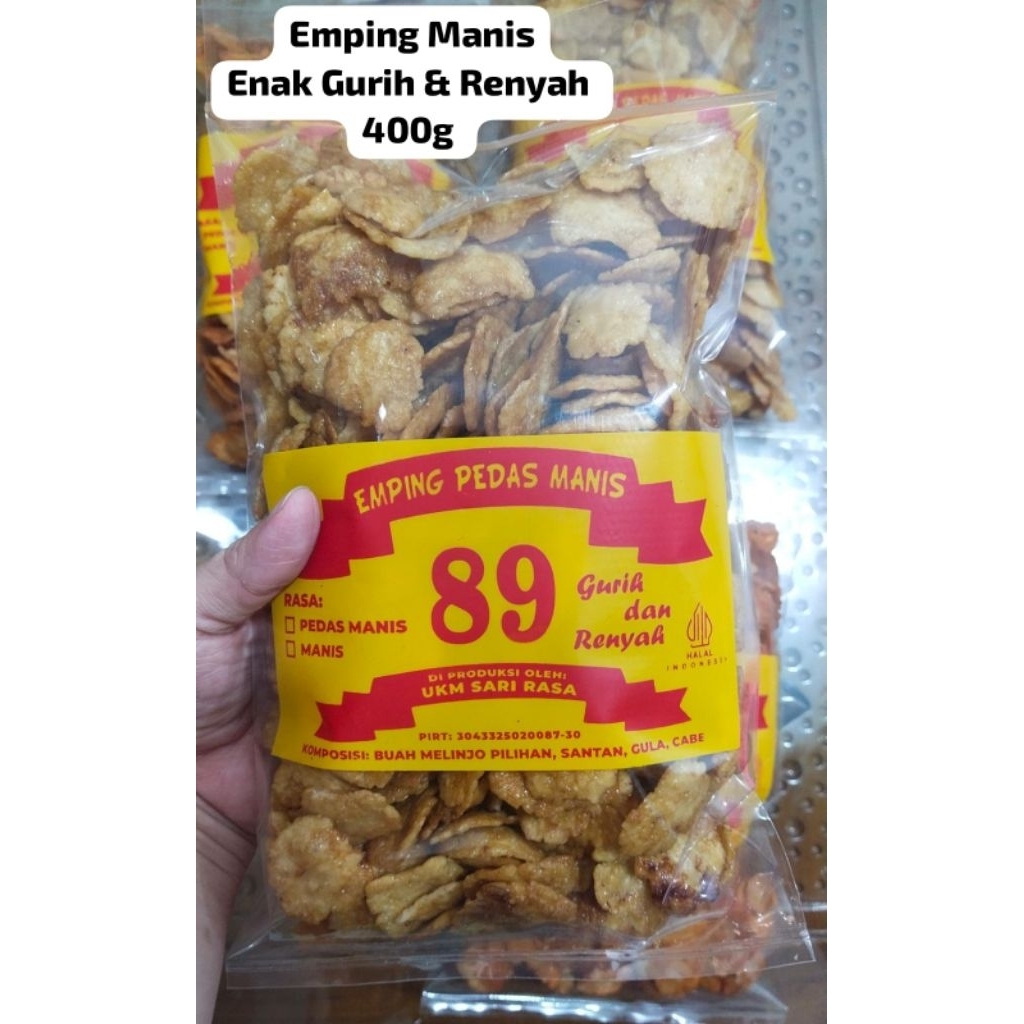 Emping Manis
Enak Gurih & Renyah
400g
EMPING PEDAS MANIS
89
Gurih
dan
Renyah
RASA:
PEDAS MANIS
MANIS
HALAL
INDONESIA
DI PRODUKSI OLEH:
UKM SARI RASA
PIRT: 3043325020087-30
KOMPOSISI: BUAH MELINJO PILIHAN, SANTAN, GULA, CABE